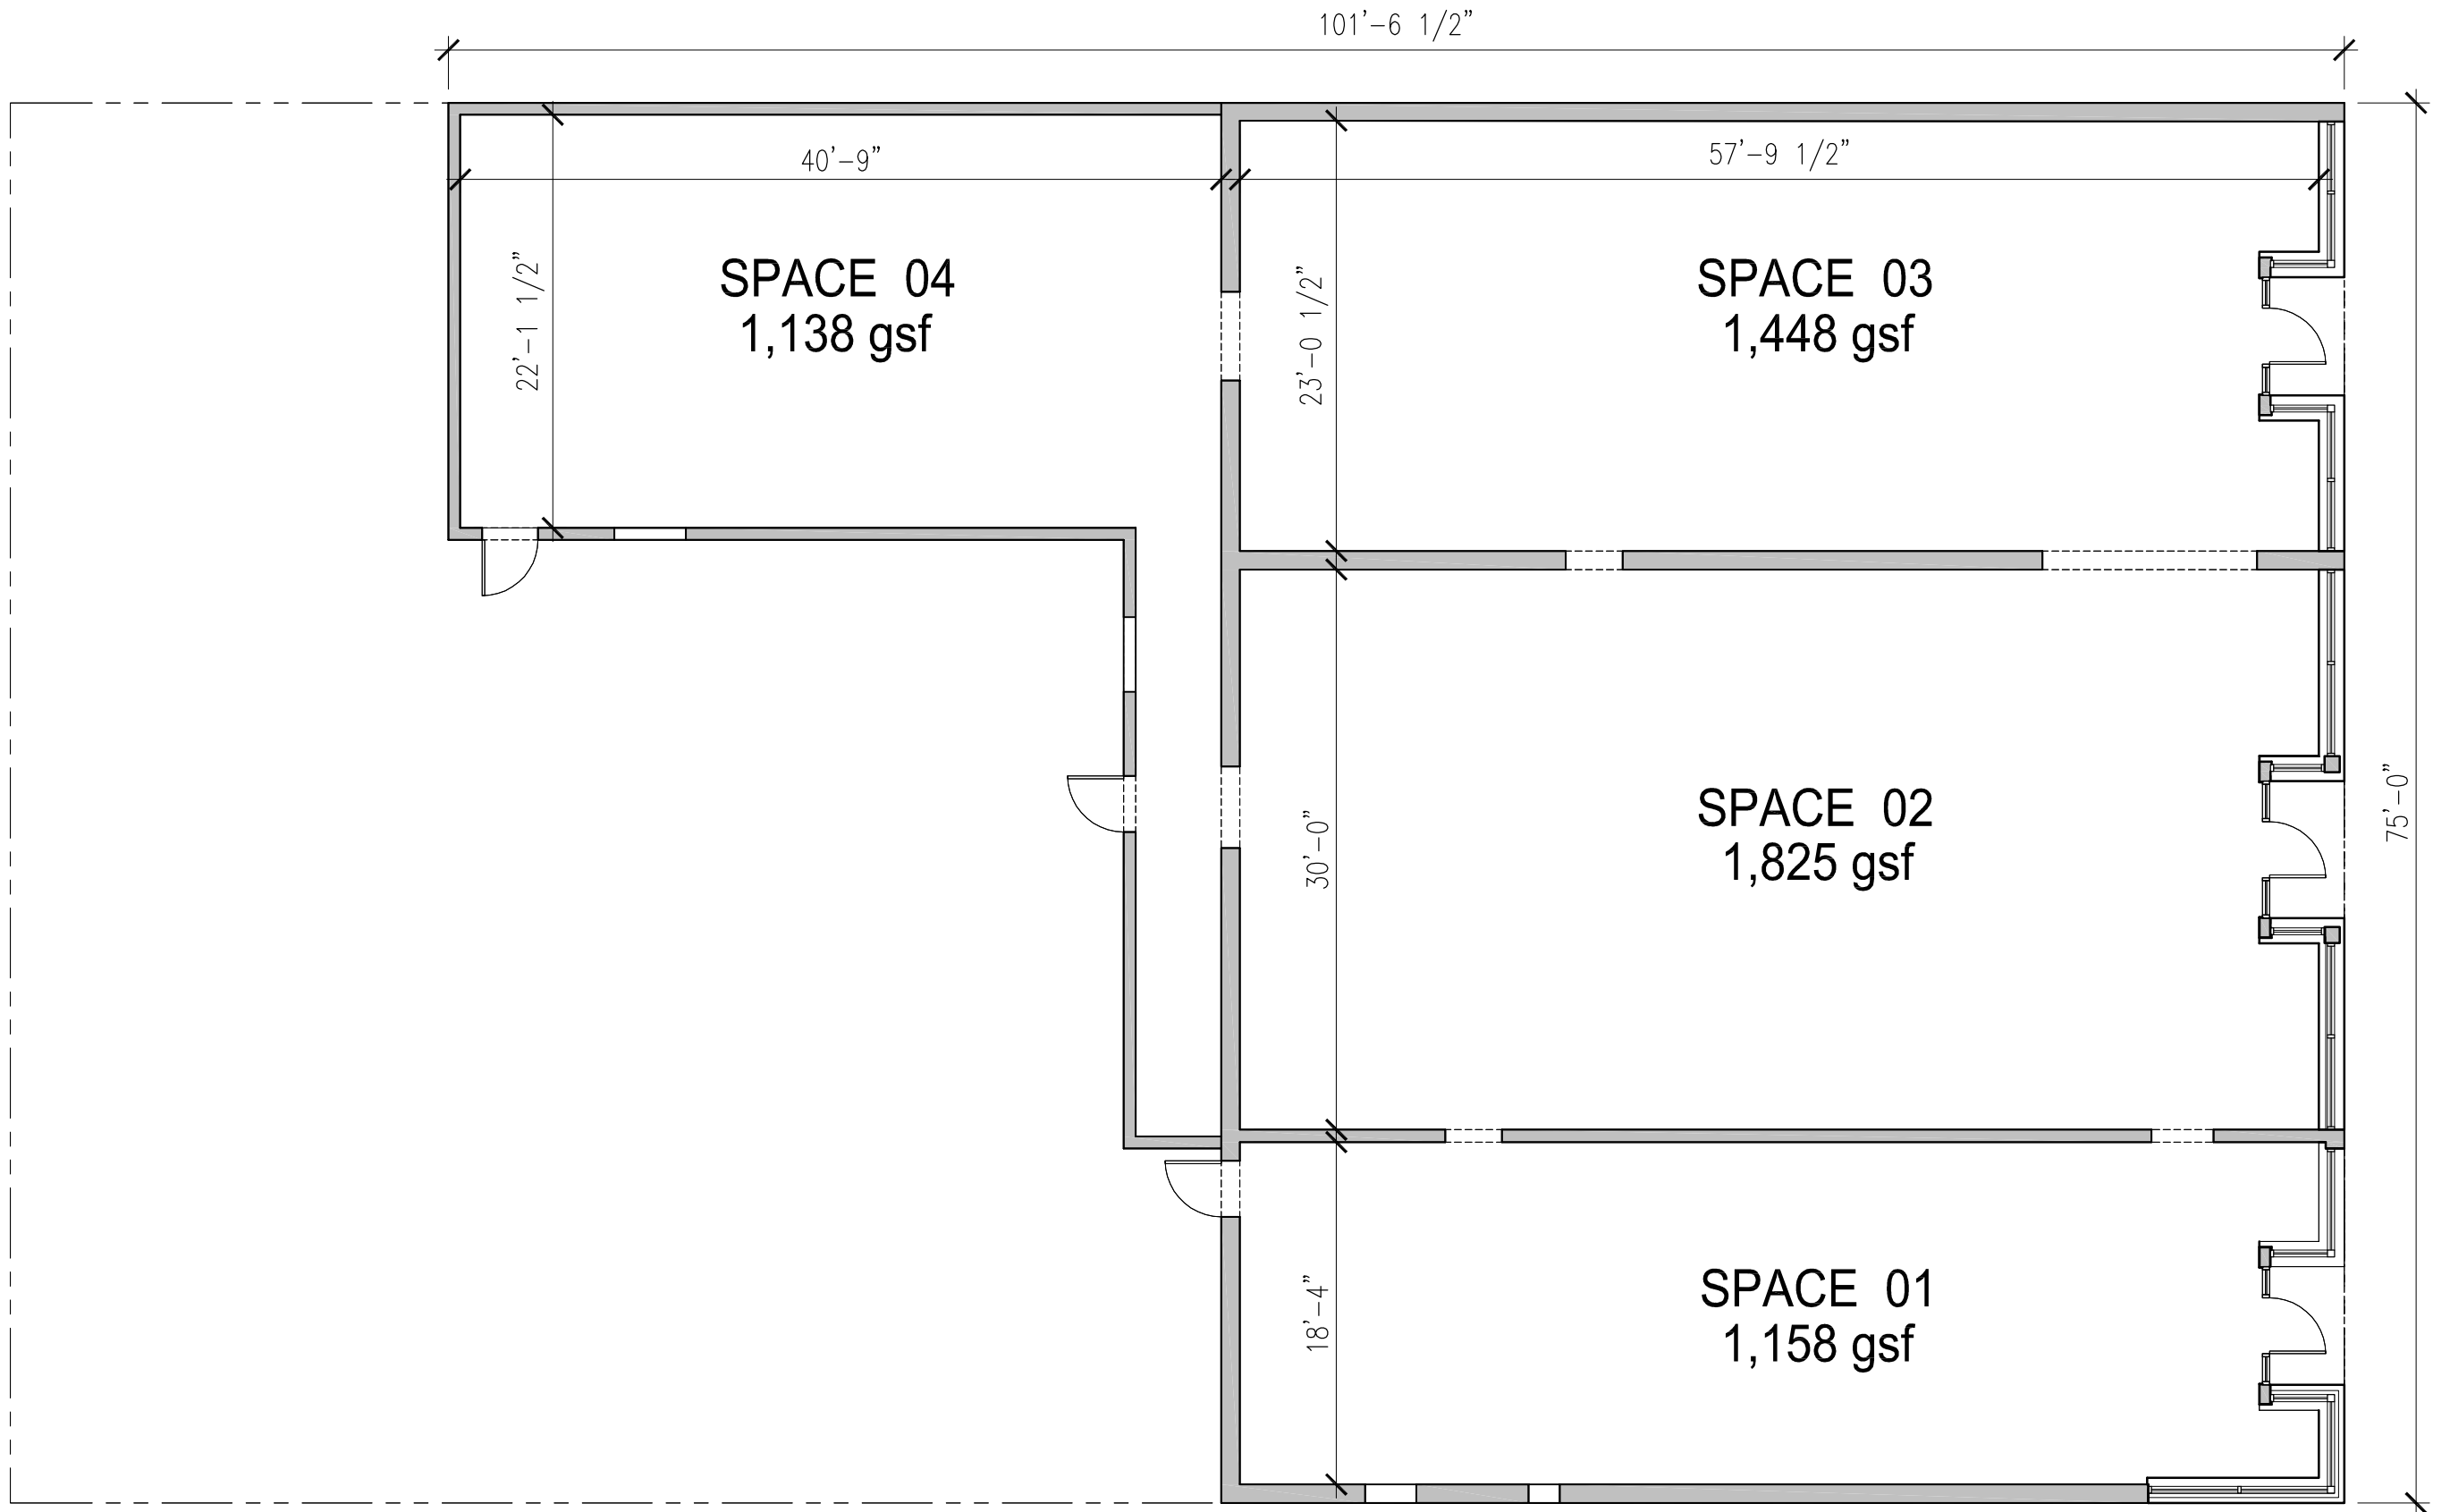 101’-6 1/2”
40’-9”
57’-9 1/2”
SPACE 04
1,138 gsf
22’-1 1/2”
SPACE 03
1,448 gsf
23’-0 1/2”
SPACE 02
1,825 gsf
30’-0”
75’-0”
SPACE 01
1,158 gsf
18’-4”